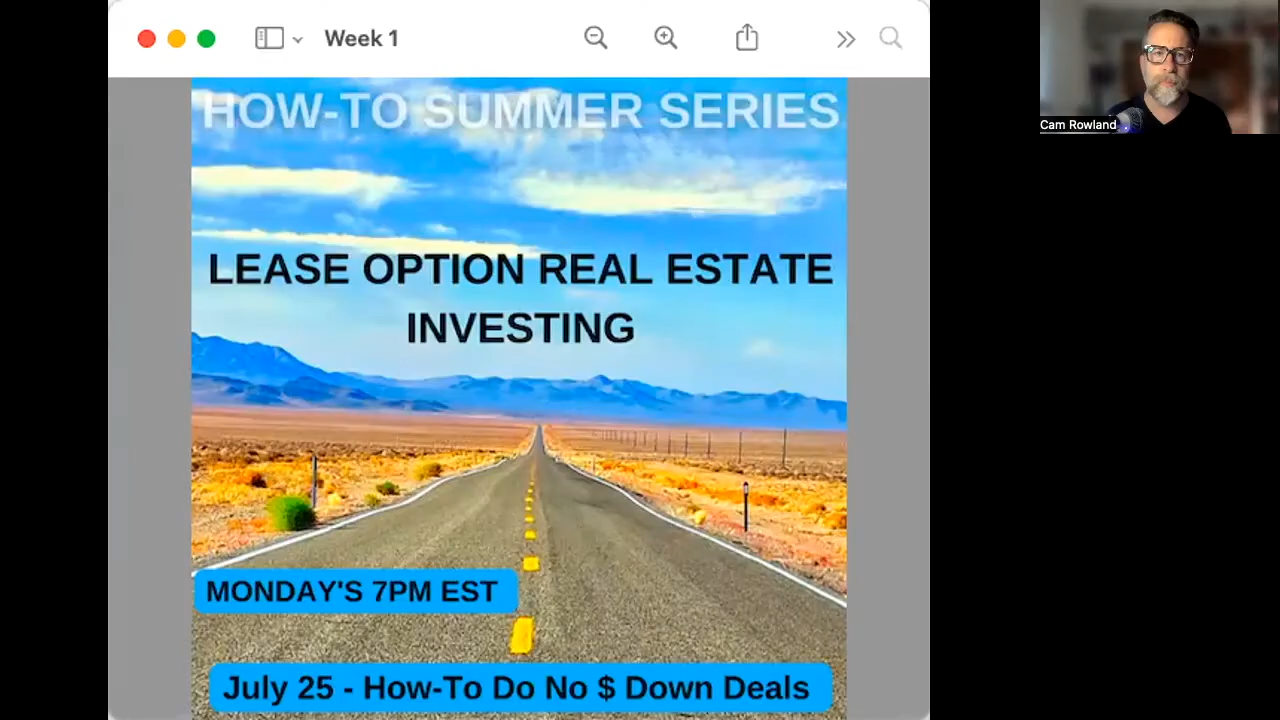 Week 1
Cam Rowland
HOW-TO SUMMER SERIES
LEASE OPTION REAL ESTATE
INVESTING
MONDAY'S 7PM EST
July 25 - How-To Do No $ Down Deals